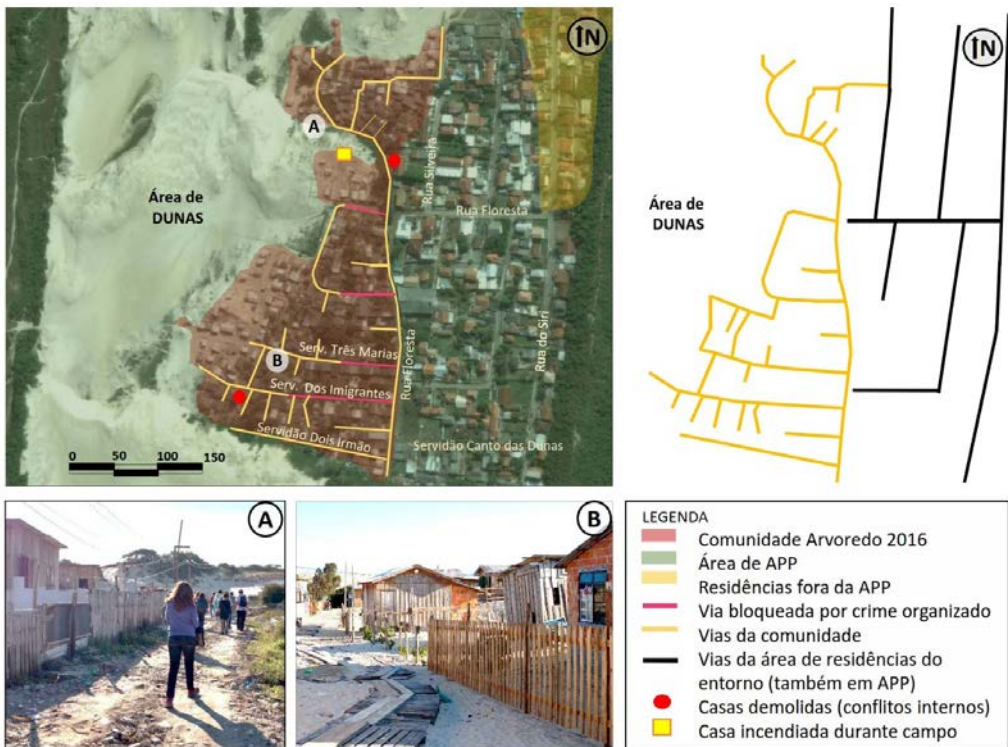 N
A
Rua Silveira
Área de
DUNAS
Rua Floresta
Rua do Siri
Rua Floresta
Serv. Três Marias
B
Serv. Dos Imigrantes
Servidão Dois Irmão
Servidão Canto das Dunas
0 50 100 150
N
Área de
DUNAS
A
B
LEGENDA
Comunidade Arvoredo 2016
Área de APP
Residências fora da APP
Via bloqueada por crime organizado
Vias da comunidade
Vias da área de residências do
entorno (também em APP)
Casas demolidas (conflitos internos)
Casa incendiada durante campo